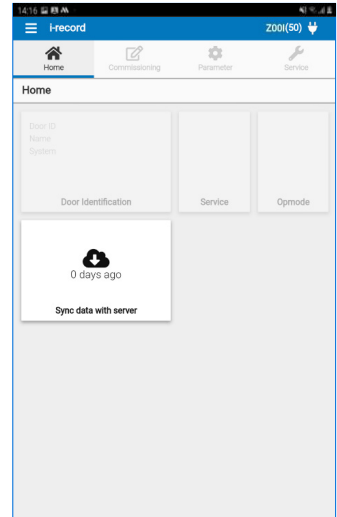 14:16
i-record
ZOOI(50)
Home
Commissioning
Parameter
Service
Home
Door ID
Name
System
Door Identification
Service
Opmode
0 days ago
Sync data with server